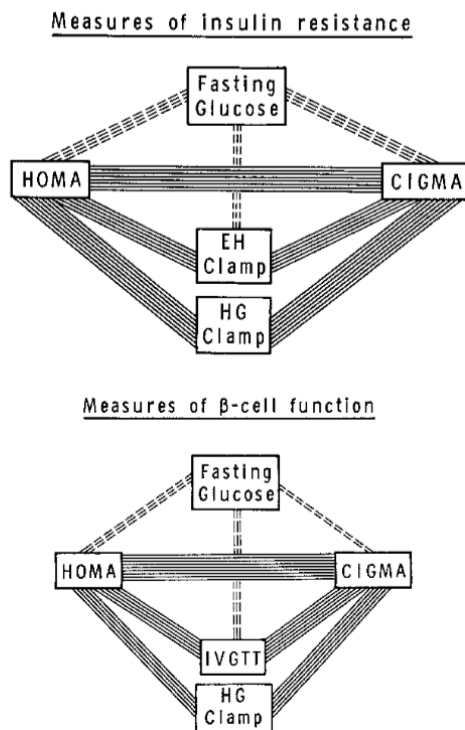 Measures of insulin resistance
Fasting
Glucose
HOMA
CIGMA
EH
Clamp
HG
Clamp
Measures of β-cell function
Fasting
Glucose
HOMA
CIGMA
IVGTT
HG
Clamp